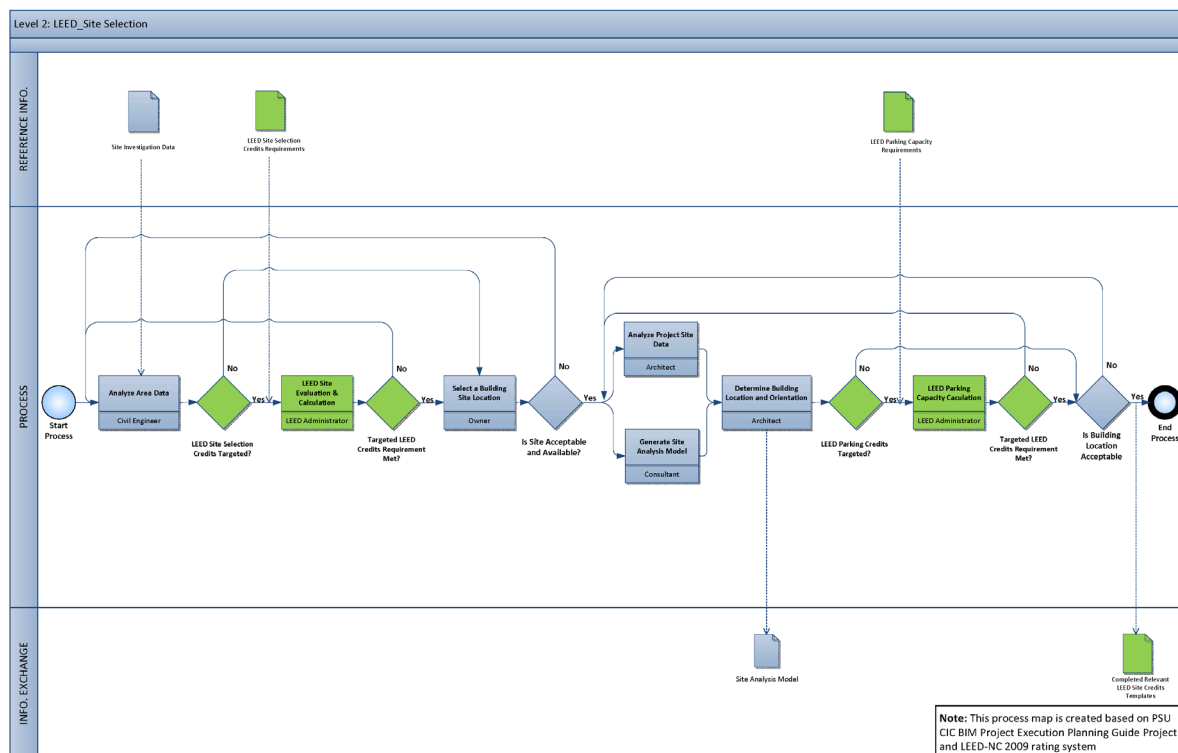 Level 2: LEED_Site Selection
REFERENCE INFO.
Site Investigation Data
LEED Site Selection
Credits Requirements
LEED Parking Capacity
Requirements
PROCESS
Start
Process
Analyze Area Data
Civil Engineer
No
Yes
LEED Site Selection
Credits Targeted?
LEED Site
Evaluation &
Calculation
LEED Administrator
No
Yes
Targeted LEED
Credits Requirement
Met?
Select a Building
Site Location
Owner
No
Yes
Is Site Acceptable
and Available?
Analyze Project Site
Data
Architect
Generate Site
Analysis Model
Consultant
Determine Building
Location and Orientation
Architect
No
Yes
LEED Parking Credits
Targeted?
LEED Parking
Capacity Caculation
LEED Administrator
No
Yes
Targeted LEED
Credits Requirement
Met?
No
Yes
Is Building
Location
Acceptable
End
Process
INFO. EXCHANGE
Site Analysis Model
Completed Relevant
LEED Site Credits
Templates
Note: This process map is created based on PSU
CIC BIM Project Execution Planning Guide Project
and LEED-NC 2009 rating system